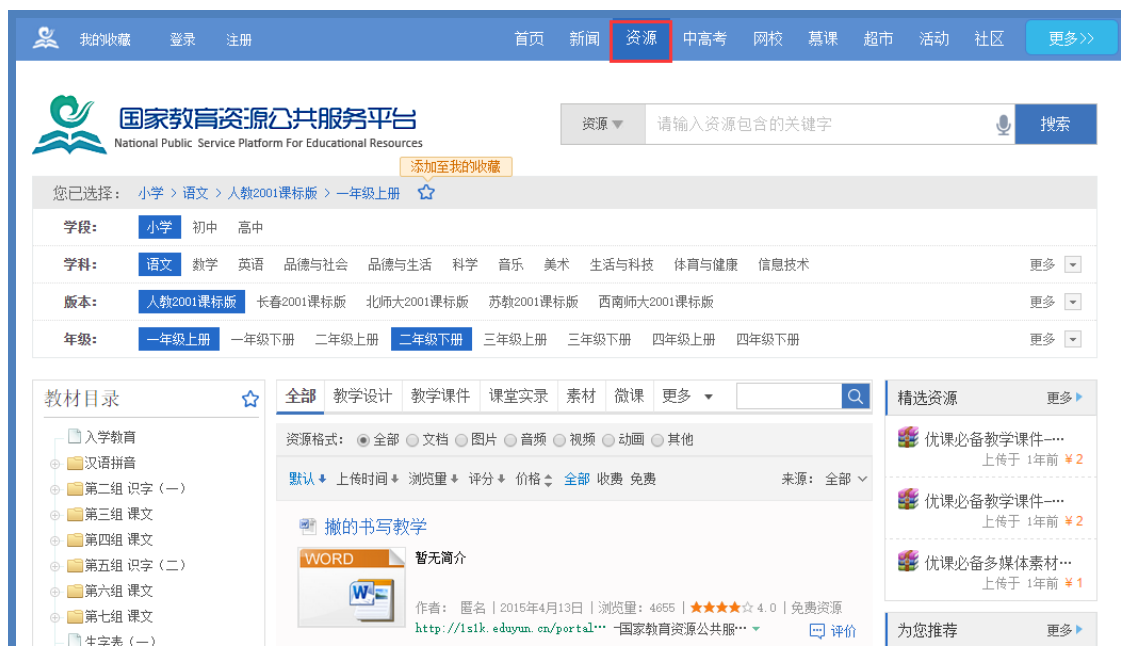 我的收藏 登录 注册 首页 新闻 资源 中高考 网校 慕课 超市 活动 社区 更多>>
国家教育资源公共服务平台
National Public Service Platform For Educational Resources
资源 请输入资源包含的关键字 搜索
添加至我的收藏
您已选择： 小学 > 语文 > 人教2001课标版 > 一年级上册
学段： 小学 初中 高中
学科： 语文 数学 英语 品德与社会 品德与生活 科学 音乐 美术 生活与科技 体育与健康 信息技术 更多
版本： 人教2001课标版 长春2001课标版 北师大2001课标版 苏教2001课标版 西南师大2001课标版 更多
年级： 一年级上册 一年级下册 二年级上册 二年级下册 三年级上册 三年级下册 四年级上册 四年级下册 更多
教材目录
入学教育
汉语拼音
第二组 识字（一）
第三组 课文
第四组 课文
第五组 识字（二）
第六组 课文
第七组 课文
生字表（一）
全部 教学设计 教学课件 课堂实录 素材 微课 更多
资源格式： 全部 文档 图片 音频 视频 动画 其他
默认 上传时间 浏览量 评分 价格 全部 收费 免费 来源： 全部
撇的书写教学
WORD
W
暂无简介
作者： 匿名 | 2015年4月13日 | 浏览量： 4655 | ★★★★☆ 4.0 | 免费资源
http://1s1k.eduyun.cn/portal… -国家教育资源公共服… 评价
精选资源 更多
优课必备教学课件—…
上传于 1年前 ¥2
优课必备教学课件—…
上传于 1年前 ¥2
优课必备多媒体素材…
上传于 1年前 ¥1
为您推荐 更多